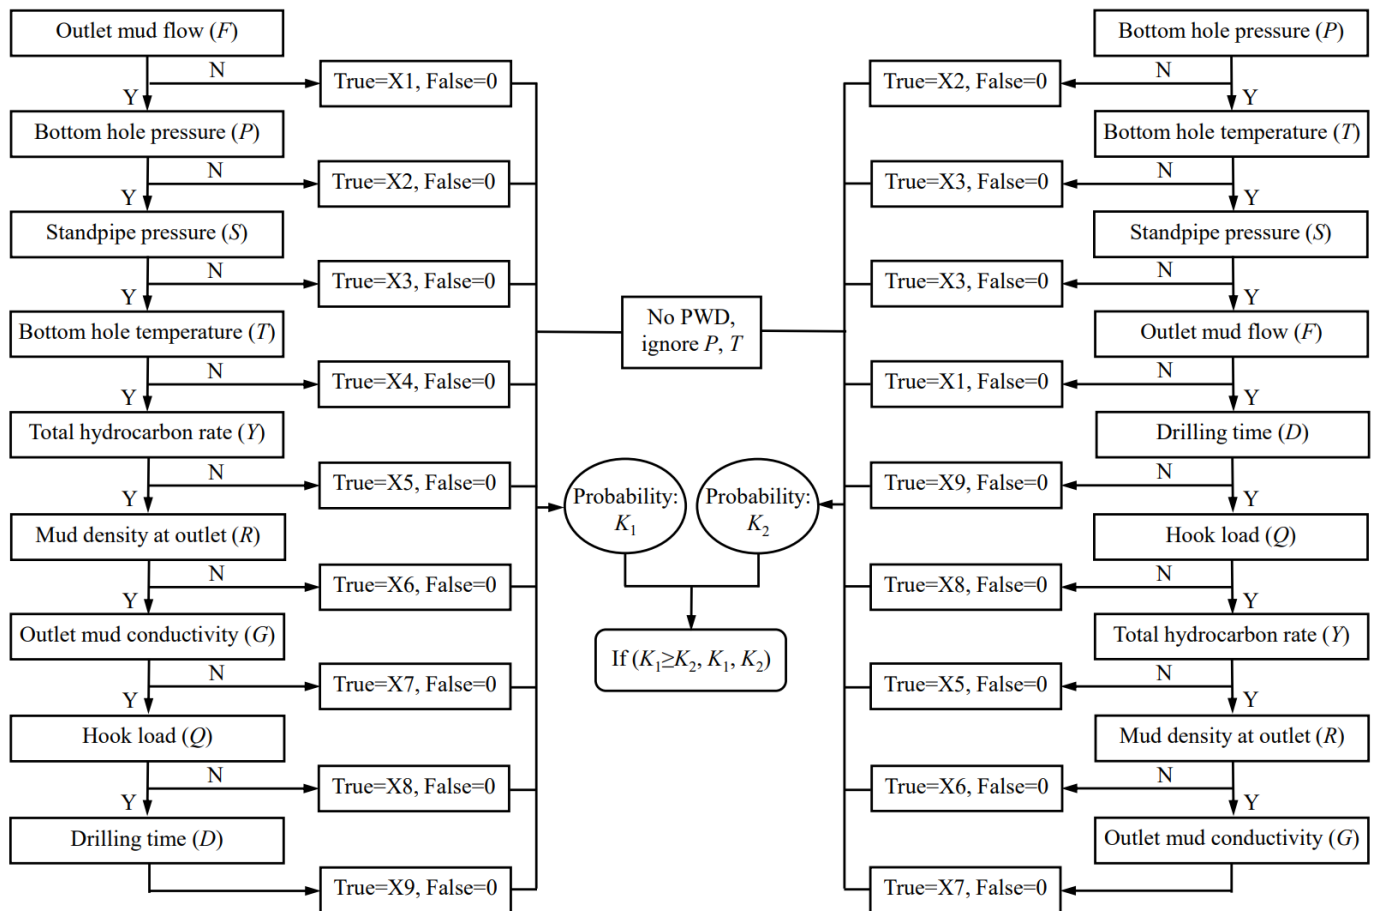 Outlet mud flow (F)
N
True=X1, False=0
Y
Bottom hole pressure (P)
N
True=X2, False=0
Y
Standpipe pressure (S)
N
True=X3, False=0
Y
Bottom hole temperature (T)
N
True=X4, False=0
Y
Total hydrocarbon rate (Y)
N
True=X5, False=0
Y
Mud density at outlet (R)
N
True=X6, False=0
Y
Outlet mud conductivity (G)
N
True=X7, False=0
Y
Hook load (Q)
N
True=X8, False=0
Y
Drilling time (D)
True=X9, False=0
No PWD,
ignore P, T
Probability:
K1
Probability:
K2
If (K1≥K2, K1, K2)
Bottom hole pressure (P)
N
True=X2, False=0
Y
Bottom hole temperature (T)
N
True=X3, False=0
Y
Standpipe pressure (S)
N
True=X3, False=0
Y
Outlet mud flow (F)
N
True=X1, False=0
Y
Drilling time (D)
N
True=X9, False=0
Y
Hook load (Q)
N
True=X8, False=0
Y
Total hydrocarbon rate (Y)
N
True=X5, False=0
Y
Mud density at outlet (R)
N
True=X6, False=0
Y
Outlet mud conductivity (G)
True=X7, False=0